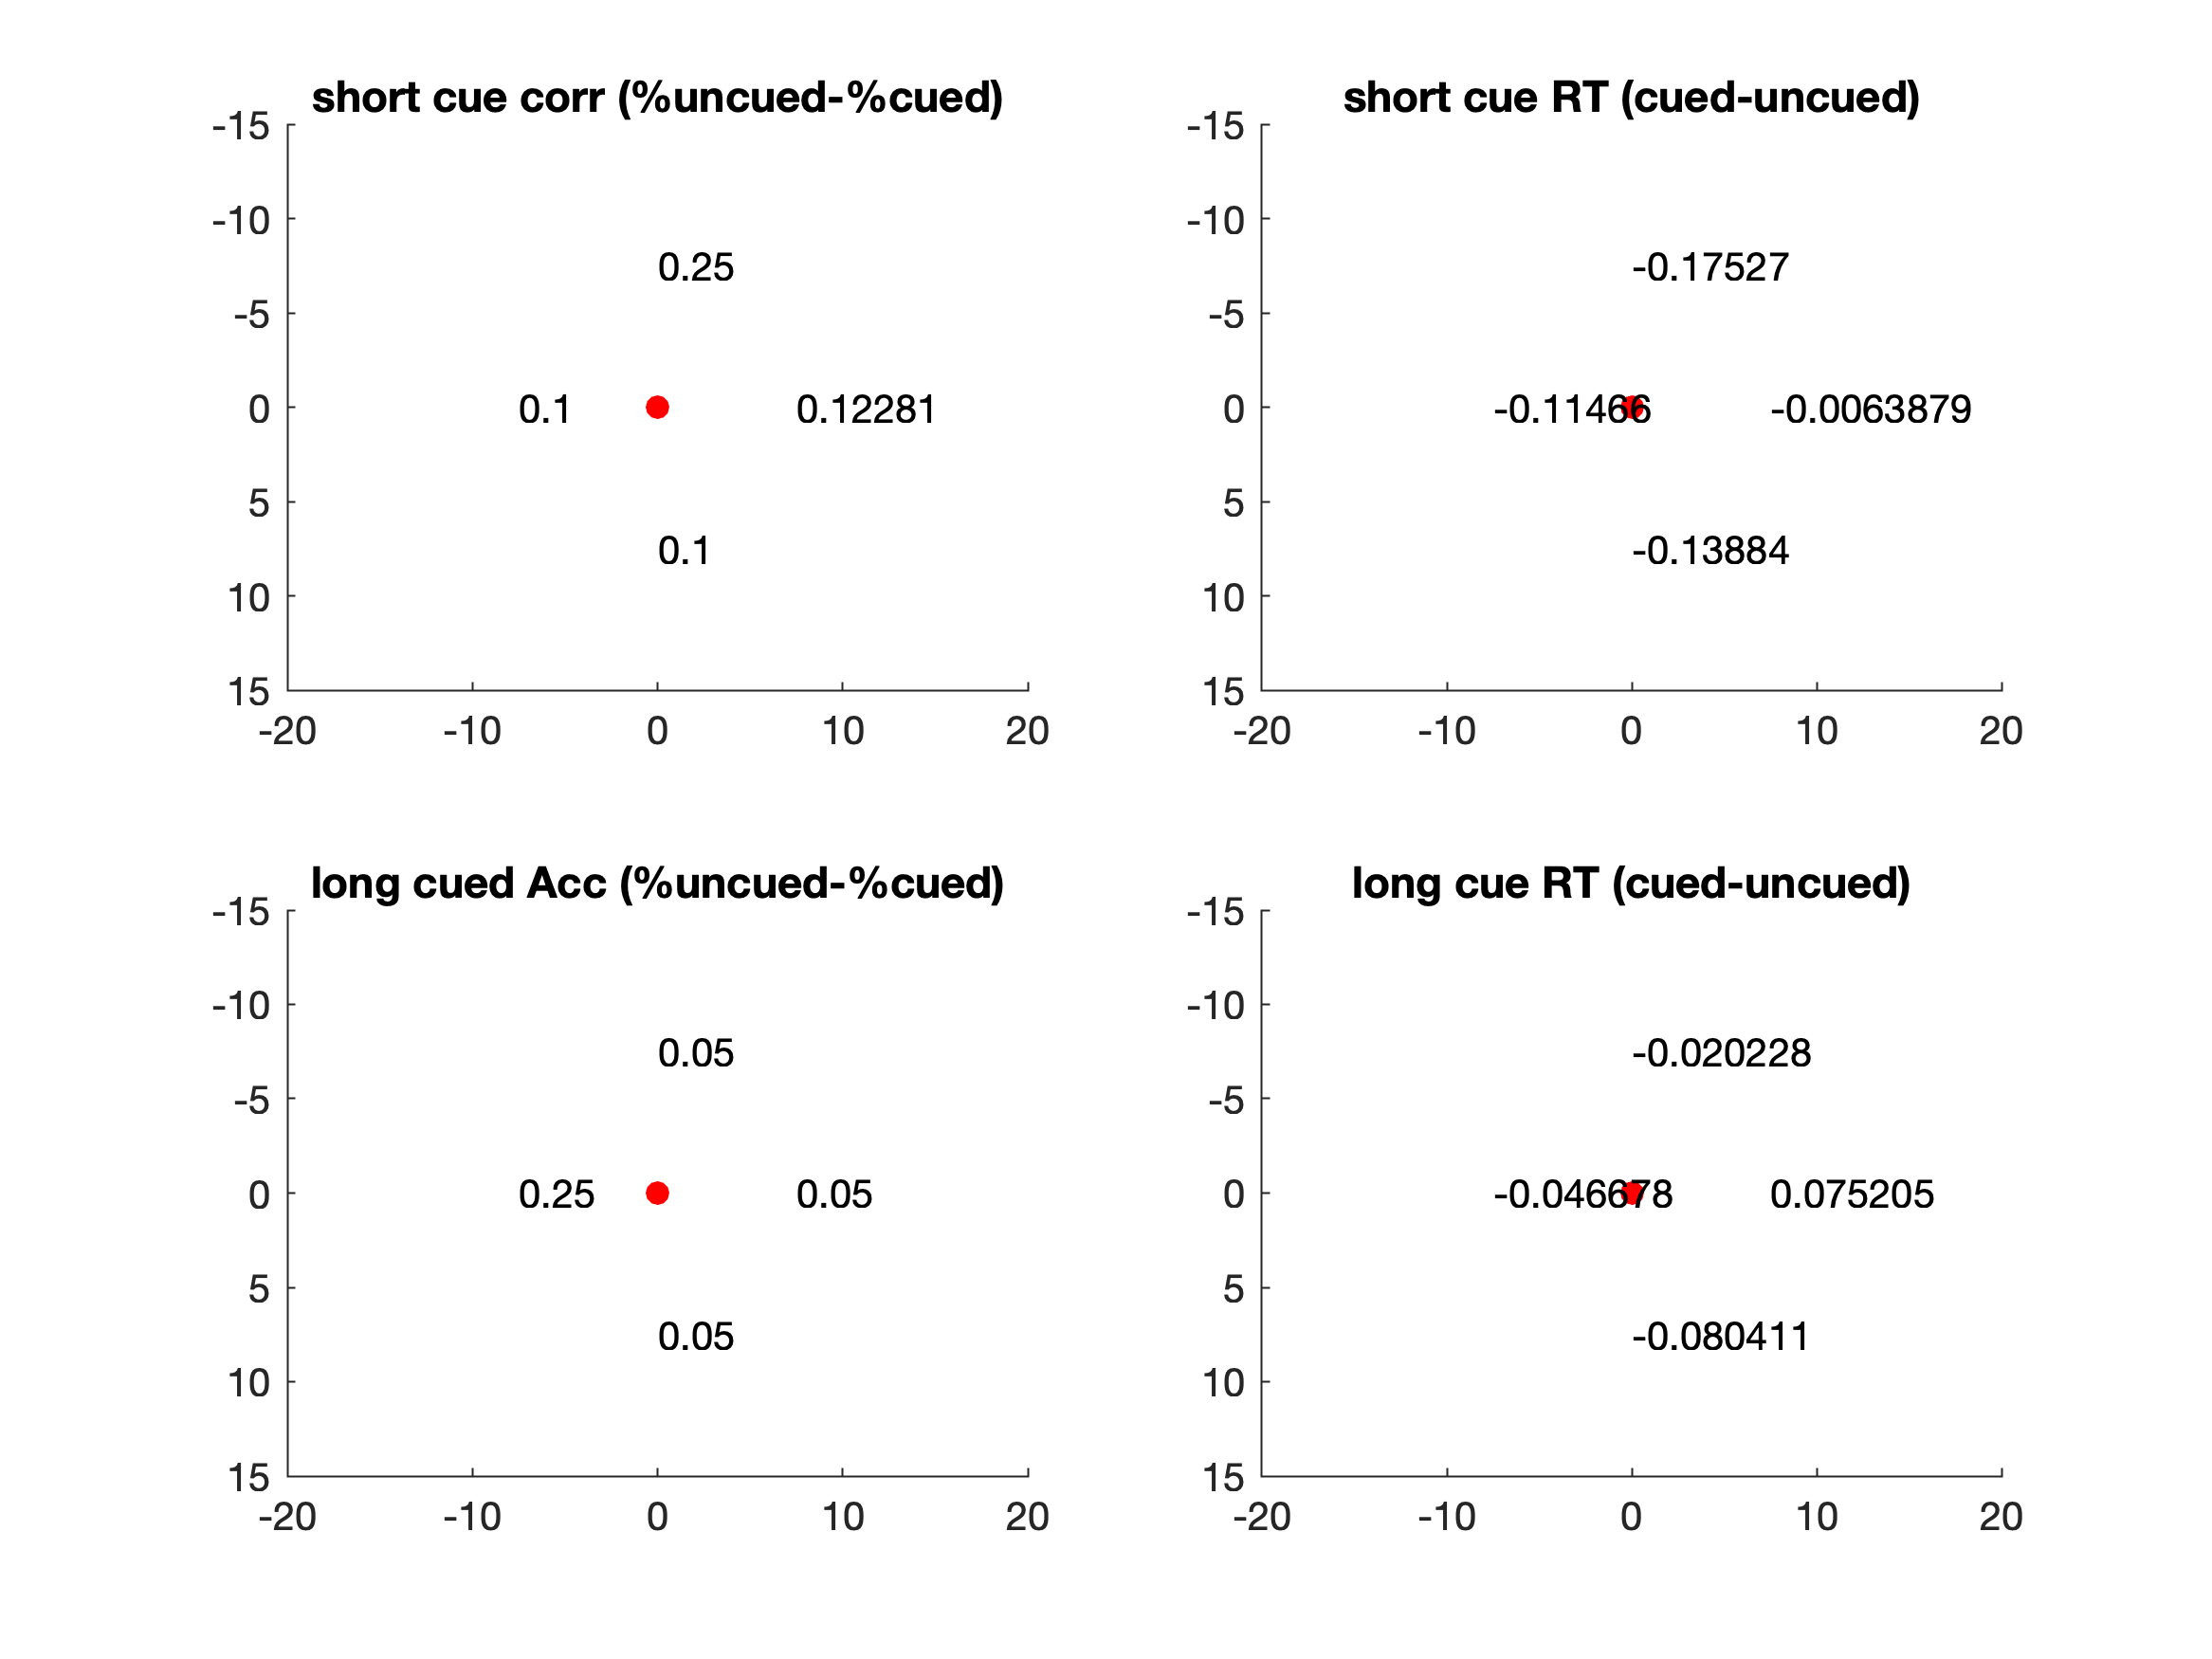 short cue corr (%uncued-%cued)
-15
-10
0.25
-5
0 0.1 0.12281
5
0.1
10
15
-20 -10 0 10 20
short cue RT (cued-uncued)
-15
-10
-0.17527
-5
0 -0.11466 -0.0063879
5
-0.13884
10
15
-20 -10 0 10 20
long cued Acc (%uncued-%cued)
-15
-10
0.05
-5
0 0.25 0.05
5
0.05
10
15
-20 -10 0 10 20
long cue RT (cued-uncued)
-15
-10
-0.020228
-5
0 -0.046678 0.075205
5
-0.080411
10
15
-20 -10 0 10 20